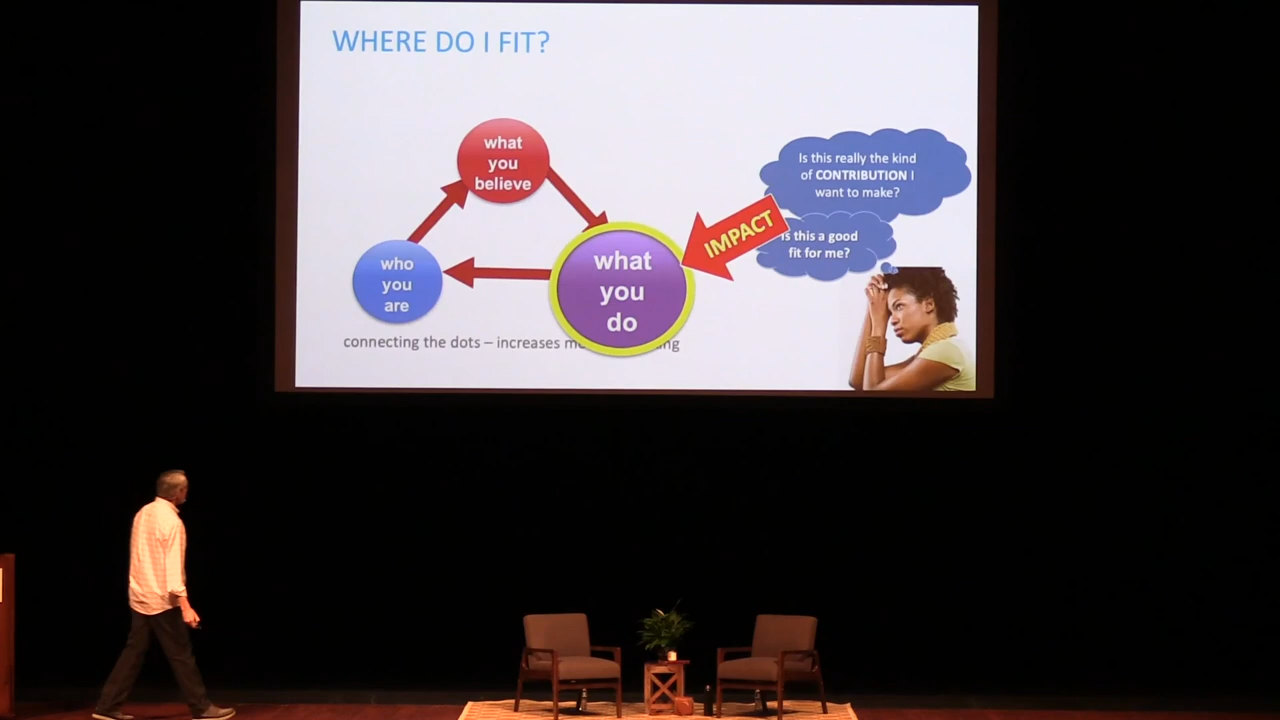 WHERE DO I FIT?
what
you
believe
Is this really the kind
of CONTRIBUTION I
want to make?
IMPACT
Is this a good
fit for me?
who
you
are
what
you
do
connecting the dots – increases